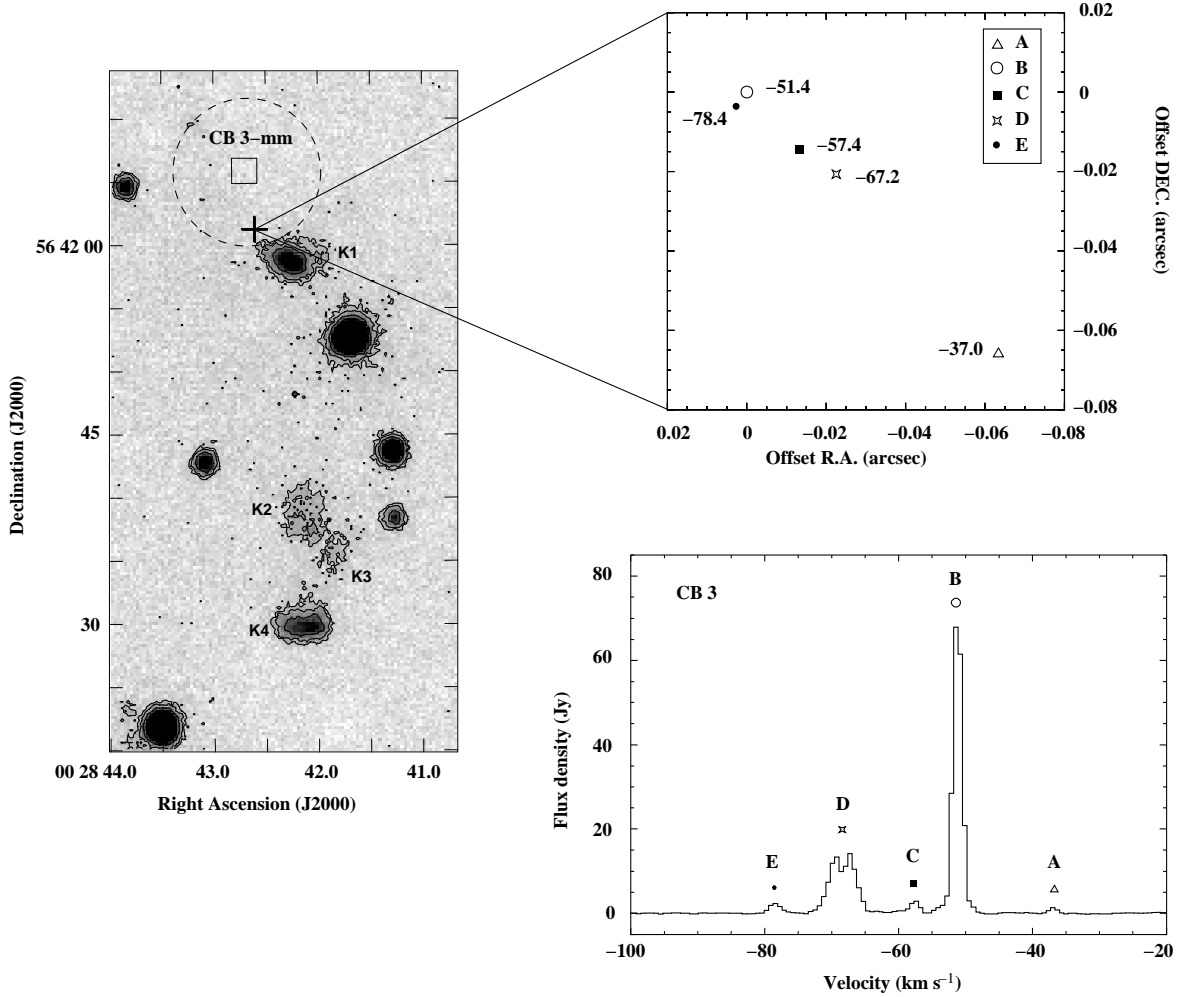 CB 3–mm
K1
K2
K3
K4
56 42 00
45
30
Declination (J2000)
00 28 44.0 43.0 42.0 41.0
Right Ascension (J2000)
A
B
C
D
E
−51.4
−78.4
−57.4
−67.2
−37.0
0.02
0
−0.02
−0.04
−0.06
−0.08
Offset DEC. (arcsec)
0.02 0 −0.02 −0.04 −0.06 −0.08
Offset R.A. (arcsec)
CB 3
E
D
C
B
A
80
60
40
20
0
Flux density (Jy)
−100 −80 −60 −40 −20
Velocity (km s⁻¹)